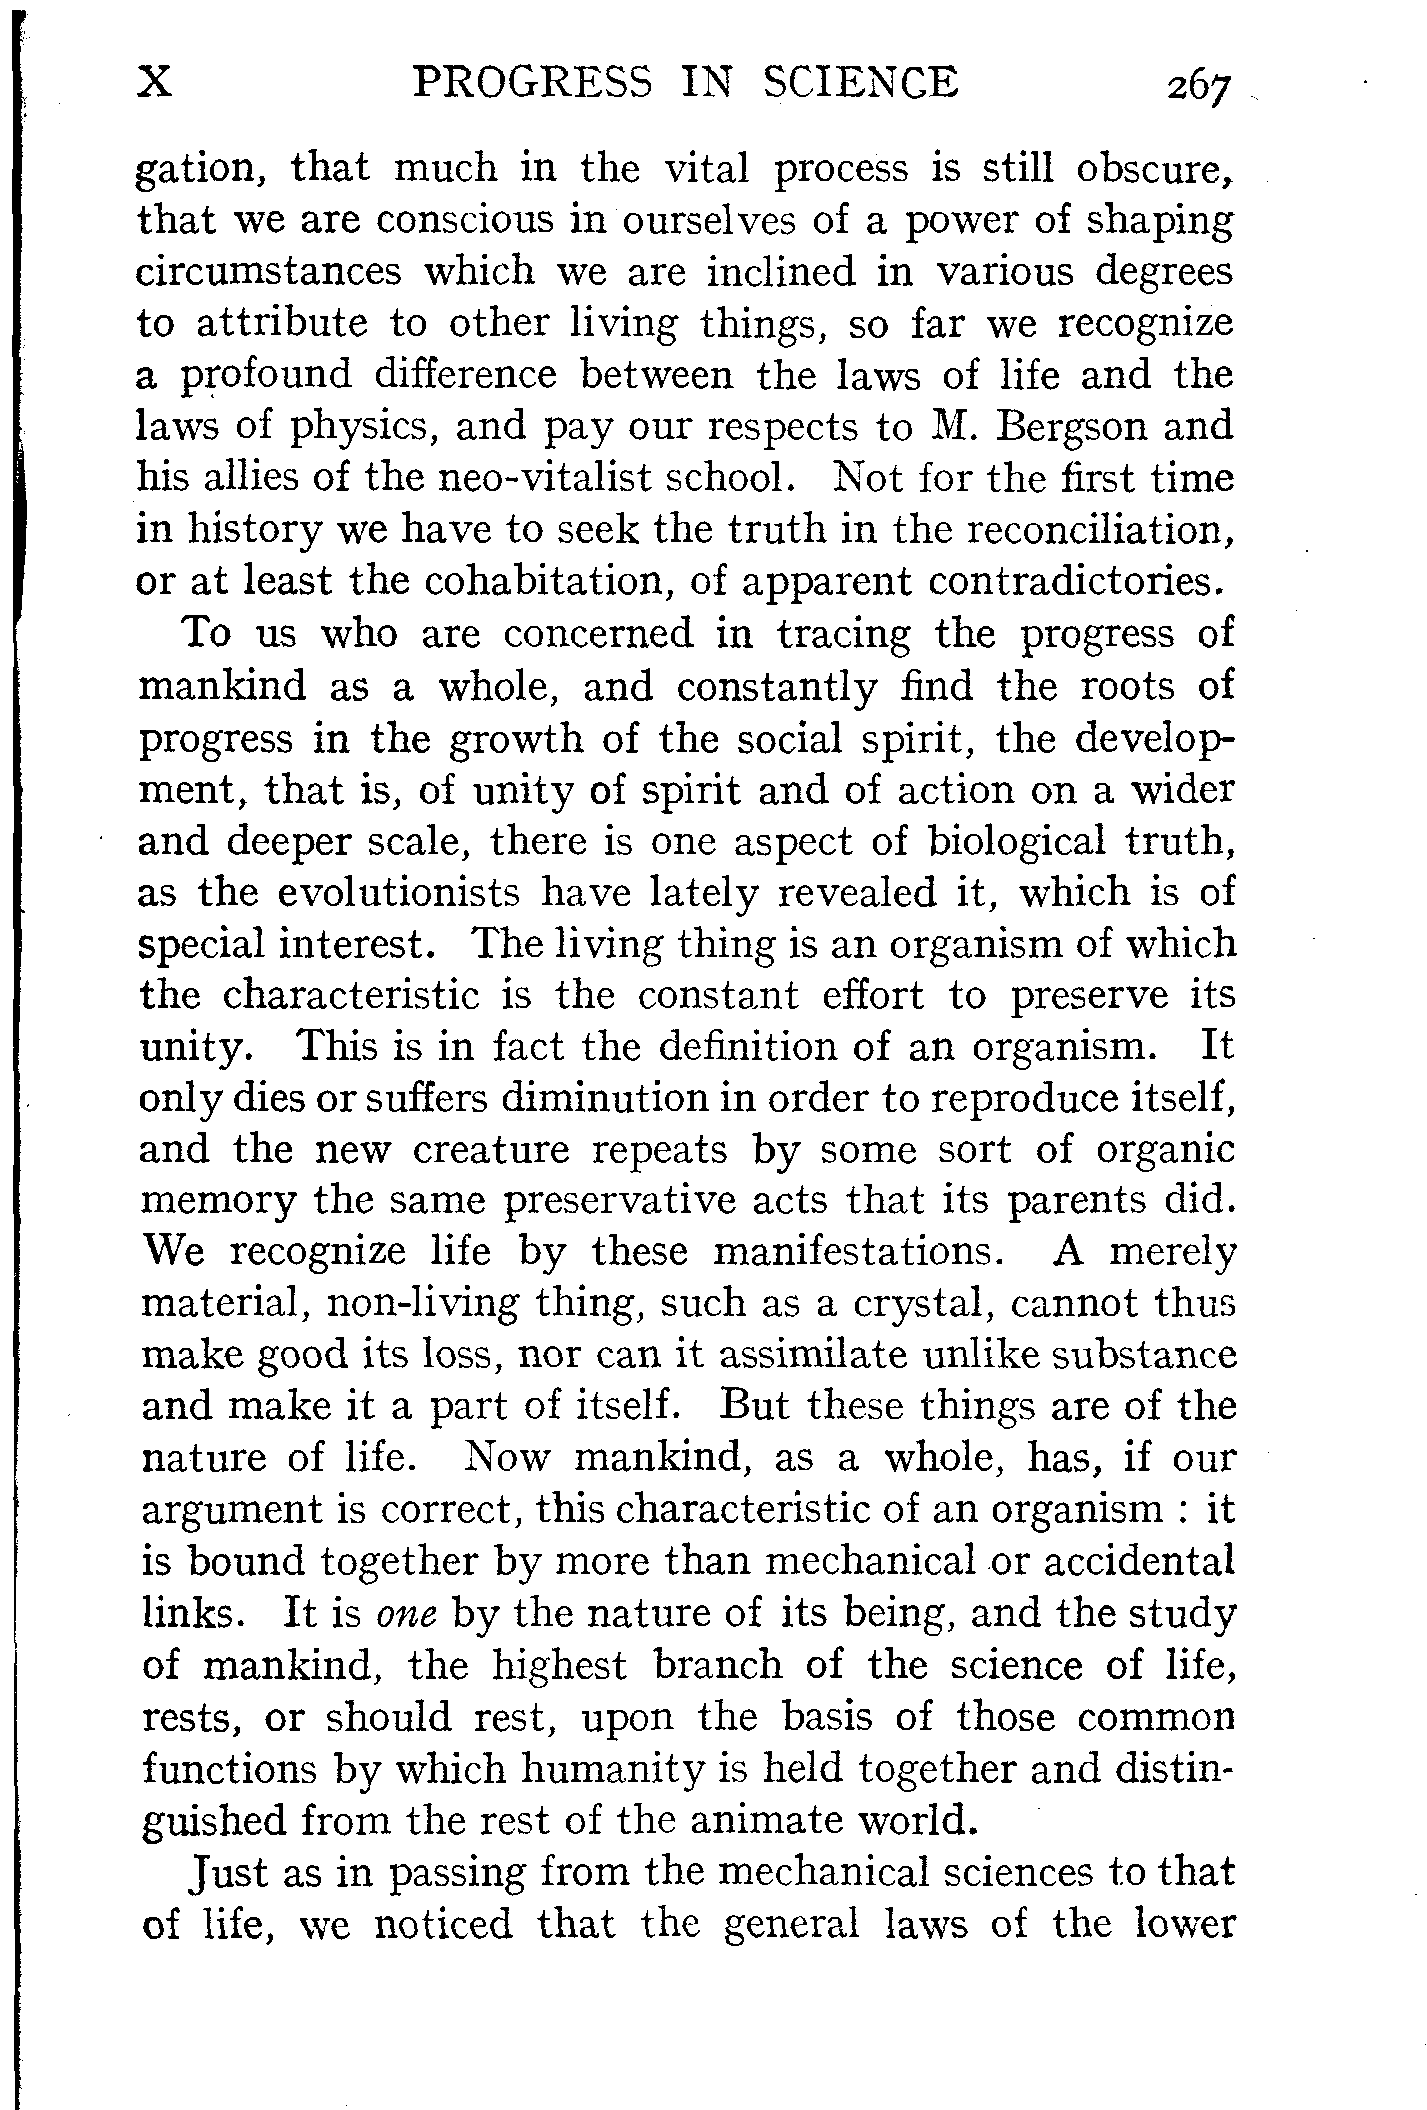 X PROGRESS IN SCIENCE 267
gation, that much in the vital process is still obscure,
that we are conscious in ourselves of a power of shaping
circumstances which we are inclined in various degrees
to attribute to other living things, so far we recognize
a profound difference between the laws of life and the
laws of physics, and pay our respects to M. Bergson and
his allies of the neo-vitalist school. Not for the first time
in history we have to seek the truth in the reconciliation,
or at least the cohabitation, of apparent contradictories.
To us who are concerned in tracing the progress of
mankind as a whole, and constantly find the roots of
progress in the growth of the social spirit, the develop-
ment, that is, of unity of spirit and of action on a wider
and deeper scale, there is one aspect of biological truth,
as the evolutionists have lately revealed it, which is of
special interest. The living thing is an organism of which
the characteristic is the constant effort to preserve its
unity. This is in fact the definition of an organism. It
only dies or suffers diminution in order to reproduce itself,
and the new creature repeats by some sort of organic
memory the same preservative acts that its parents did.
We recognize life by these manifestations. A merely
material, non-living thing, such as a crystal, cannot thus
make good its loss, nor can it assimilate unlike substance
and make it a part of itself. But these things are of the
nature of life. Now mankind, as a whole, has, if our
argument is correct, this characteristic of an organism : it
is bound together by more than mechanical or accidental
links. It is one by the nature of its being, and the study
of mankind, the highest branch of the science of life,
rests, or should rest, upon the basis of those common
functions by which humanity is held together and distin-
guished from the rest of the animate world.
Just as in passing from the mechanical sciences to that
of life, we noticed that the general laws of the lower